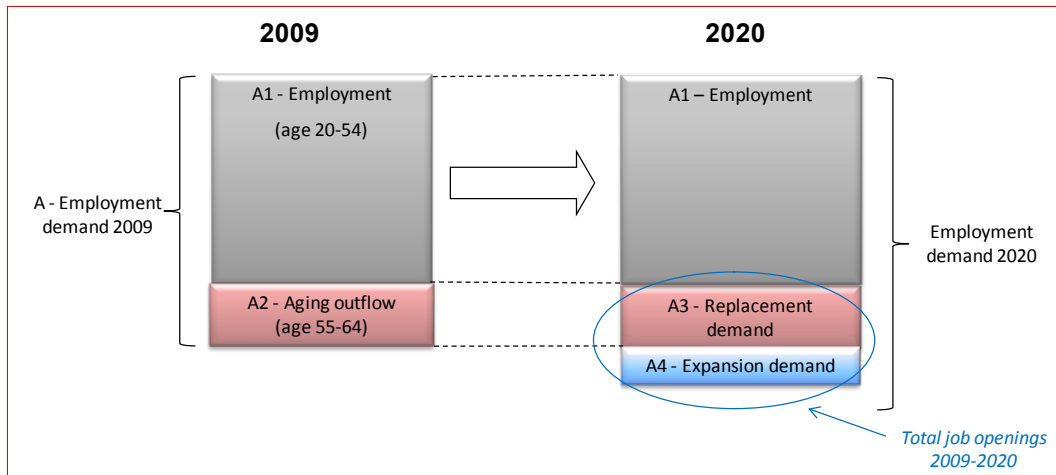 2009
2020
A1 - Employment
(age 20-54)
A1 – Employment
A - Employment
demand 2009
Employment
demand 2020
A2 - Aging outflow
(age 55-64)
A3 - Replacement
demand
A4 - Expansion demand
Total job openings
2009-2020